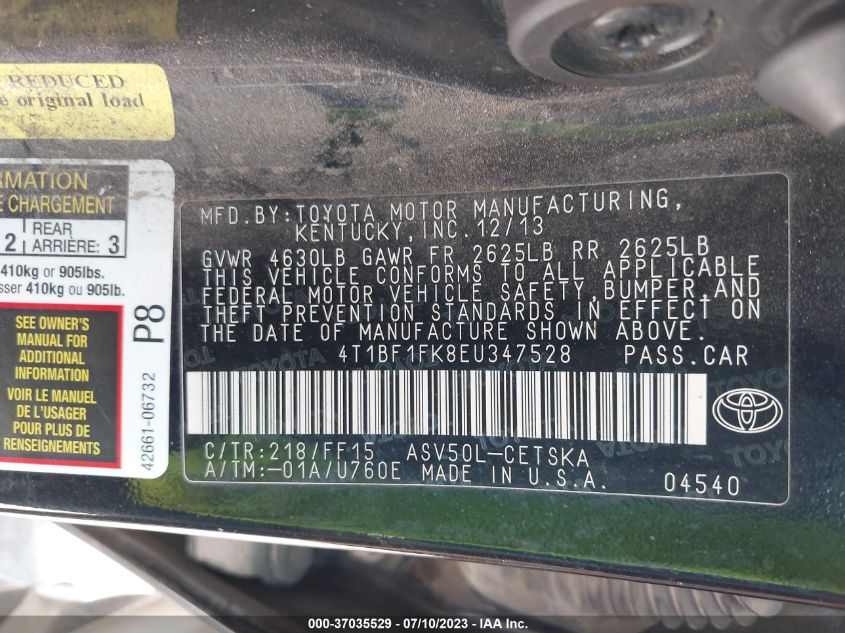 REDUCED
e original load
RMATION
E CHARGEMENT
2 REAR ARRIÈRE: 3
410kg or 905lbs.
sser 410kg ou 905lb.
SEE OWNER'S
MANUAL FOR
ADDITIONAL
INFORMATION
VOIR LE MANUEL
DE L'USAGER
POUR PLUS DE
RENSEIGNEMENTS
P8
42661-06732
MFD.BY:TOYOTA MOTOR MANUFACTURING,
KENTUCKY,INC.12/13
GVWR 4630LB GAWR FR 2625LB RR 2625LB
THIS VEHICLE CONFORMS TO ALL APPLICABLE
FEDERAL MOTOR VEHICLE SAFETY,BUMPER,AND
THEFT PREVENTION STANDARDS IN EFFECT ON
THE DATE OF MANUFACTURE SHOWN ABOVE.
4T1BF1FK8EU347528 PASS.CAR
C/TR:218/FF15 ASV50L-CETSKA
A/TM:-01A/U760E MADE IN U.S.A. 04540
TOYOTA
000-37035529 - 07/10/2023 - IAA Inc.